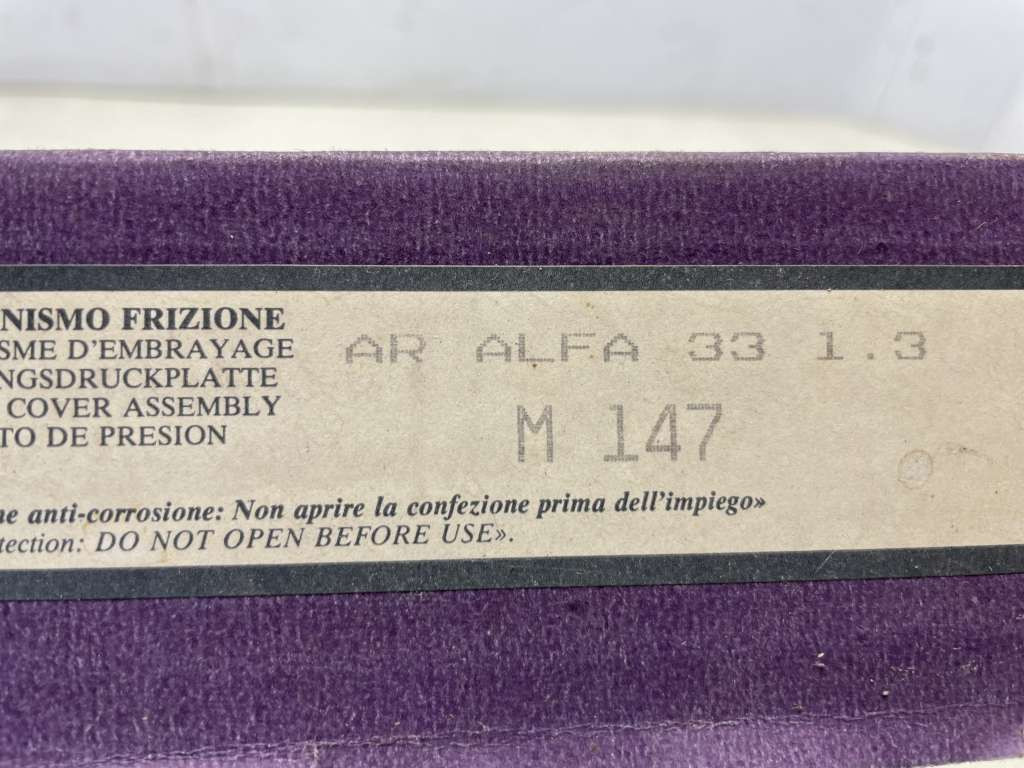 NISMO FRIZIONE
SME D'EMBRAYAGE
NGSDRUCKPLATTE
COVER ASSEMBLY
TO DE PRESION
AR ALFA 33 1.3
M 147
ne anti-corrosione: Non aprire la confezione prima dell'impiego»
tection: DO NOT OPEN BEFORE USE».